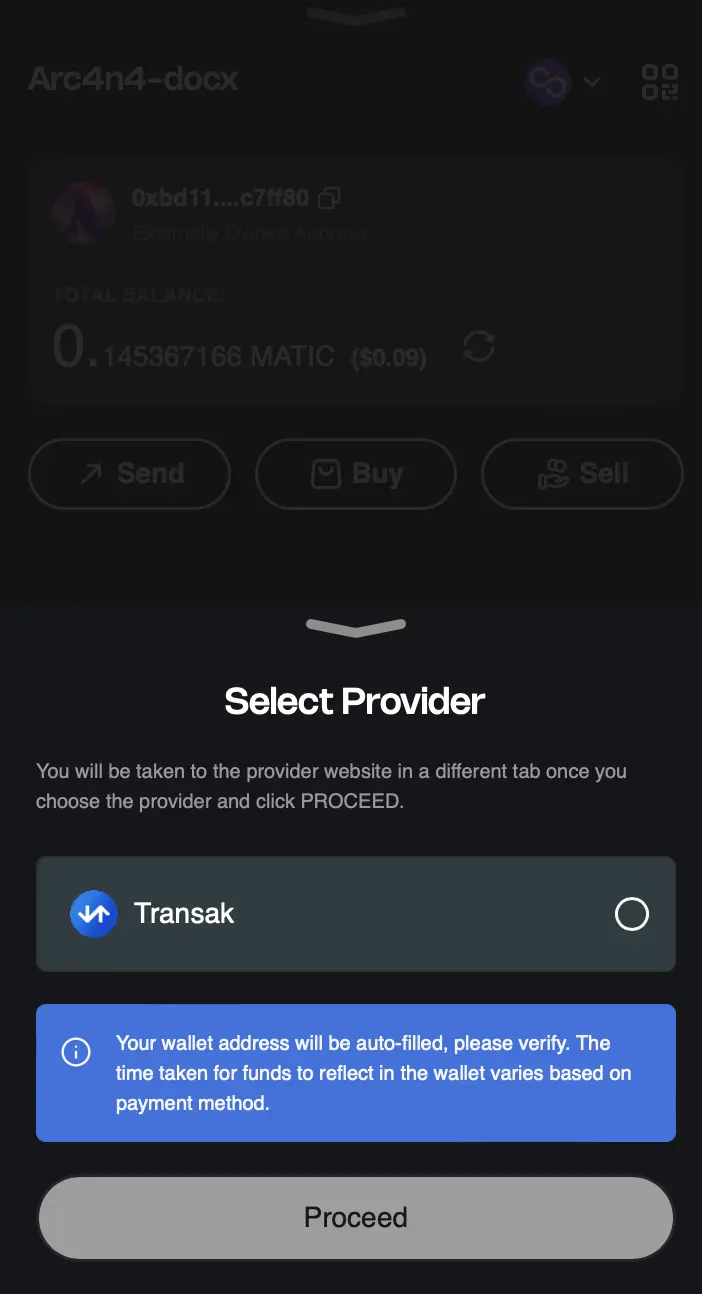 Arc4n4-docx
0xbd11....c7ff80
Externally Owned Address
TOTAL BALANCE:
0.145367166 MATIC ($0.09)
Send
Buy
Sell
Select Provider
You will be taken to the provider website in a different tab once you
choose the provider and click PROCEED.
Transak
Your wallet address will be auto-filled, please verify. The
time taken for funds to reflect in the wallet varies based on
payment method.
Proceed